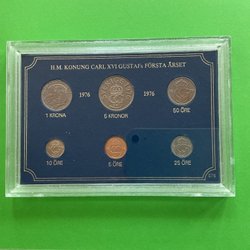 H.M. KONUNG CARL XVI GUSTAFs FÖRSTA ÅRSET
1976 1976
1 KRONA 5 KRONOR 50 ÖRE
10 ÖRE 5 ÖRE 25 ÖRE